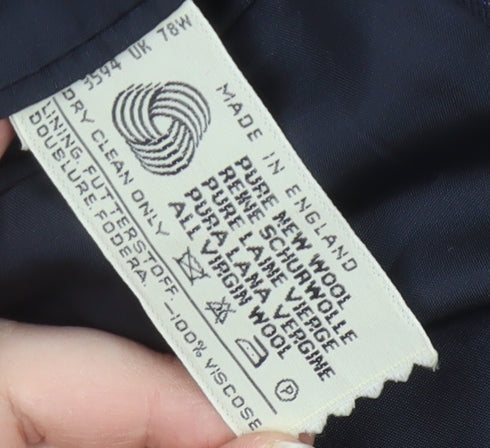 3594 UK 78W
MADE IN ENGLAND
PURE NEW WOOL
REINE SCHURWOLLE
PURE LAINE VIERGE
PURA LANA VERGINE
ALL VIRGIN WOOL
P
DRY CLEAN ONLY
LINING. FUTTERSTOFF.
DOUBLURE. FODERA. —100% VISCOSE